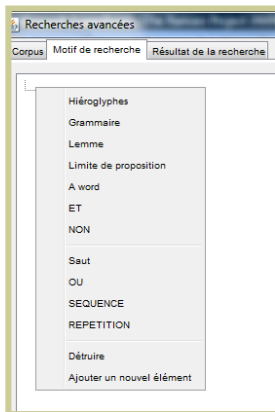 Recherches avancées
Corpus Motif de recherche Résultat de la recherche
Hiéroglyphes
Grammaire
Lemme
Limite de proposition
A word
ET
NON
Saut
OU
SEQUENCE
REPETITION
Détruire
Ajouter un nouvel élément